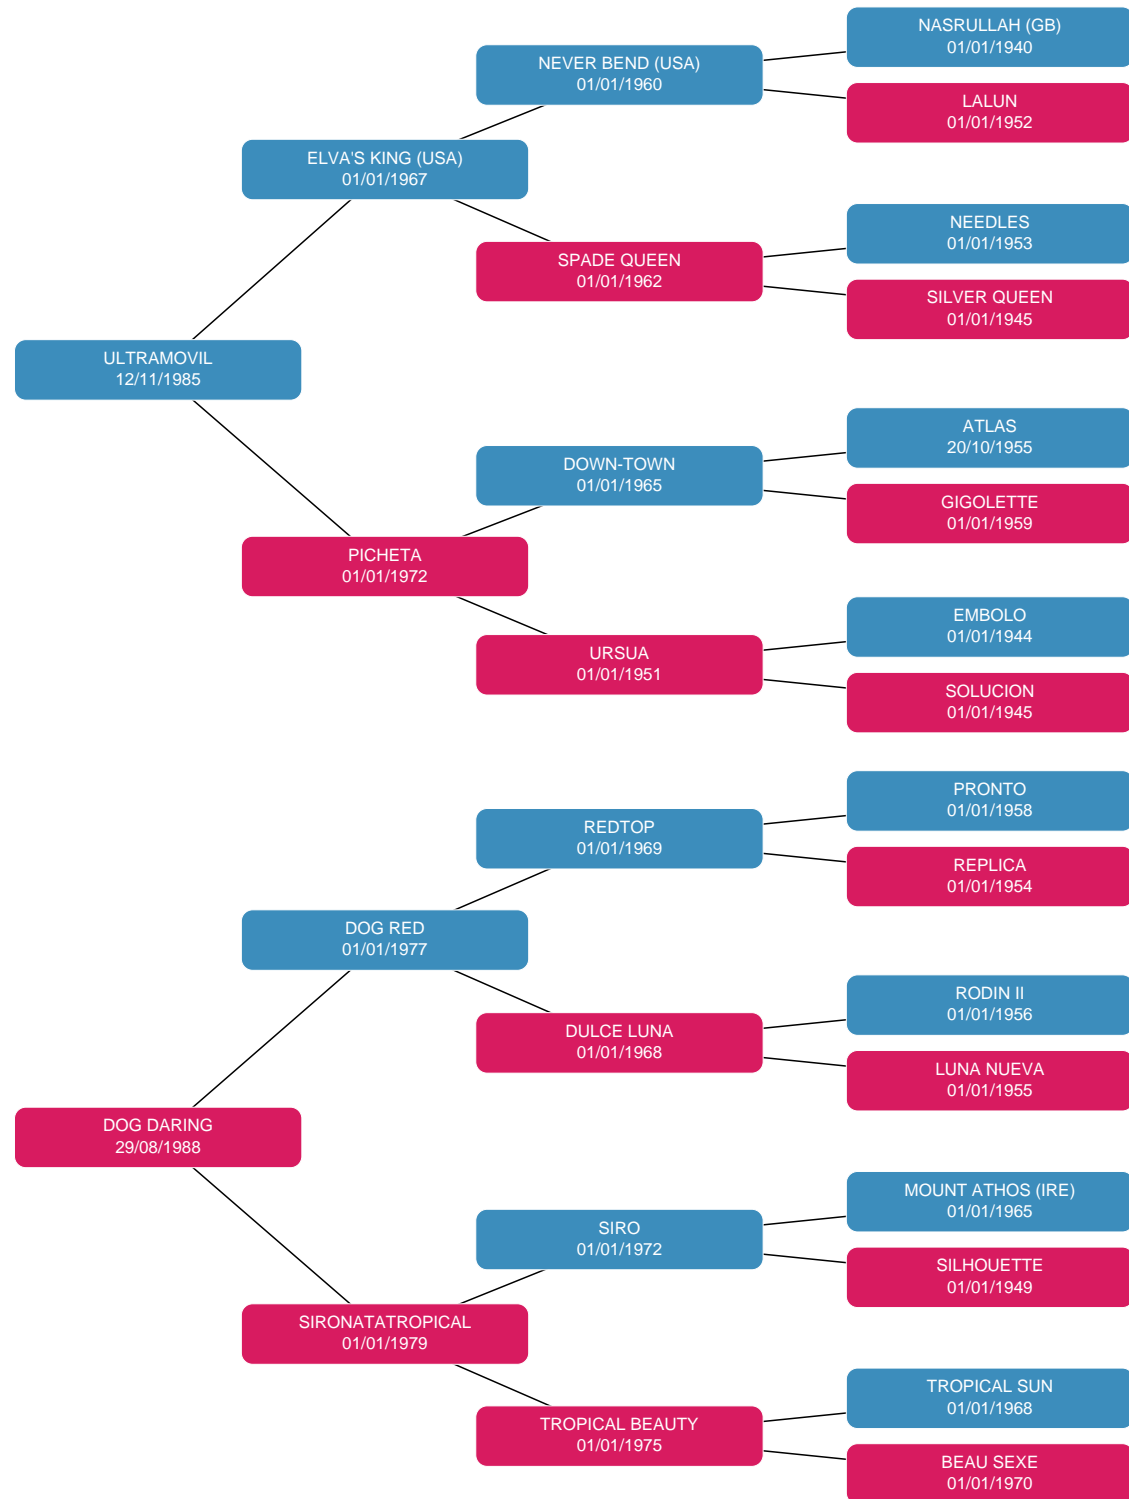 NASRULLAH (GB)
01/01/1940
NEVER BEND (USA)
01/01/1960
LALUN
01/01/1952
ELVA'S KING (USA)
01/01/1967
NEEDLES
01/01/1953
SPADE QUEEN
01/01/1962
SILVER QUEEN
01/01/1945
ULTRAMOVIL
12/11/1985
ATLAS
20/10/1955
DOWN-TOWN
01/01/1965
GIGOLETTE
01/01/1959
PICHETA
01/01/1972
EMBOLO
01/01/1944
URSUA
01/01/1951
SOLUCION
01/01/1945
PRONTO
01/01/1958
REDTOP
01/01/1969
REPLICA
01/01/1954
DOG RED
01/01/1977
RODIN II
01/01/1956
DULCE LUNA
01/01/1968
LUNA NUEVA
01/01/1955
DOG DARING
29/08/1988
MOUNT ATHOS (IRE)
01/01/1965
SIRO
01/01/1972
SILHOUETTE
01/01/1949
SIRONATATROPICAL
01/01/1979
TROPICAL SUN
01/01/1968
TROPICAL BEAUTY
01/01/1975
BEAU SEXE
01/01/1970